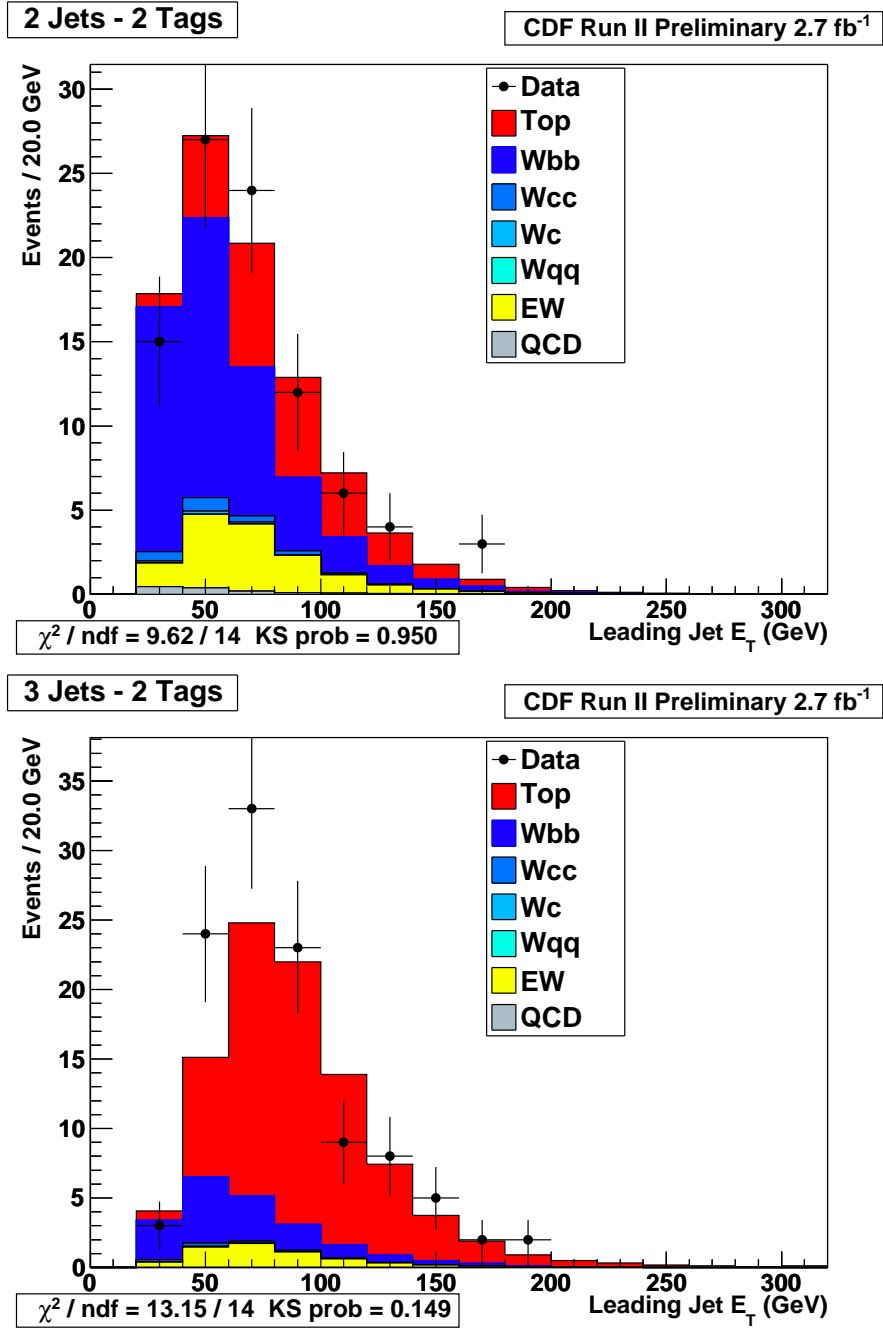 2 Jets - 2 Tags
CDF Run II Preliminary 2.7 fb⁻¹
Events / 20.0 GeV
30
25
20
15
10
5
0
Data
Top
Wbb
Wcc
Wc
Wqq
EW
QCD
0 50 100 150 200 250 300
Leading Jet E_T (GeV)
χ² / ndf = 9.62 / 14 KS prob = 0.950
3 Jets - 2 Tags
CDF Run II Preliminary 2.7 fb⁻¹
Events / 20.0 GeV
35
30
25
20
15
10
5
0
Data
Top
Wbb
Wcc
Wc
Wqq
EW
QCD
0 50 100 150 200 250 300
Leading Jet E_T (GeV)
χ² / ndf = 13.15 / 14 KS prob = 0.149